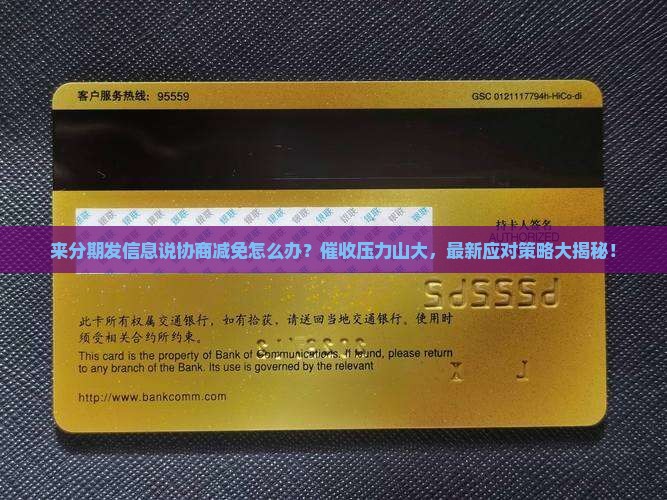 客户服务热线：95559
GSC 0121117794h-HiCo-di
持卡人签名
来分期发信息说协商减免怎么办？催收压力山大，最新应对策略大揭秘！
此卡所有权属交通银行，如有拾获，请送回当地交通银行。使用时
须受相关合约所约束。
This card is the property of Bank of Communications. If found, please return
to any branch of the Bank. Its use is governed by the relevant
http://www.bankcomm.com